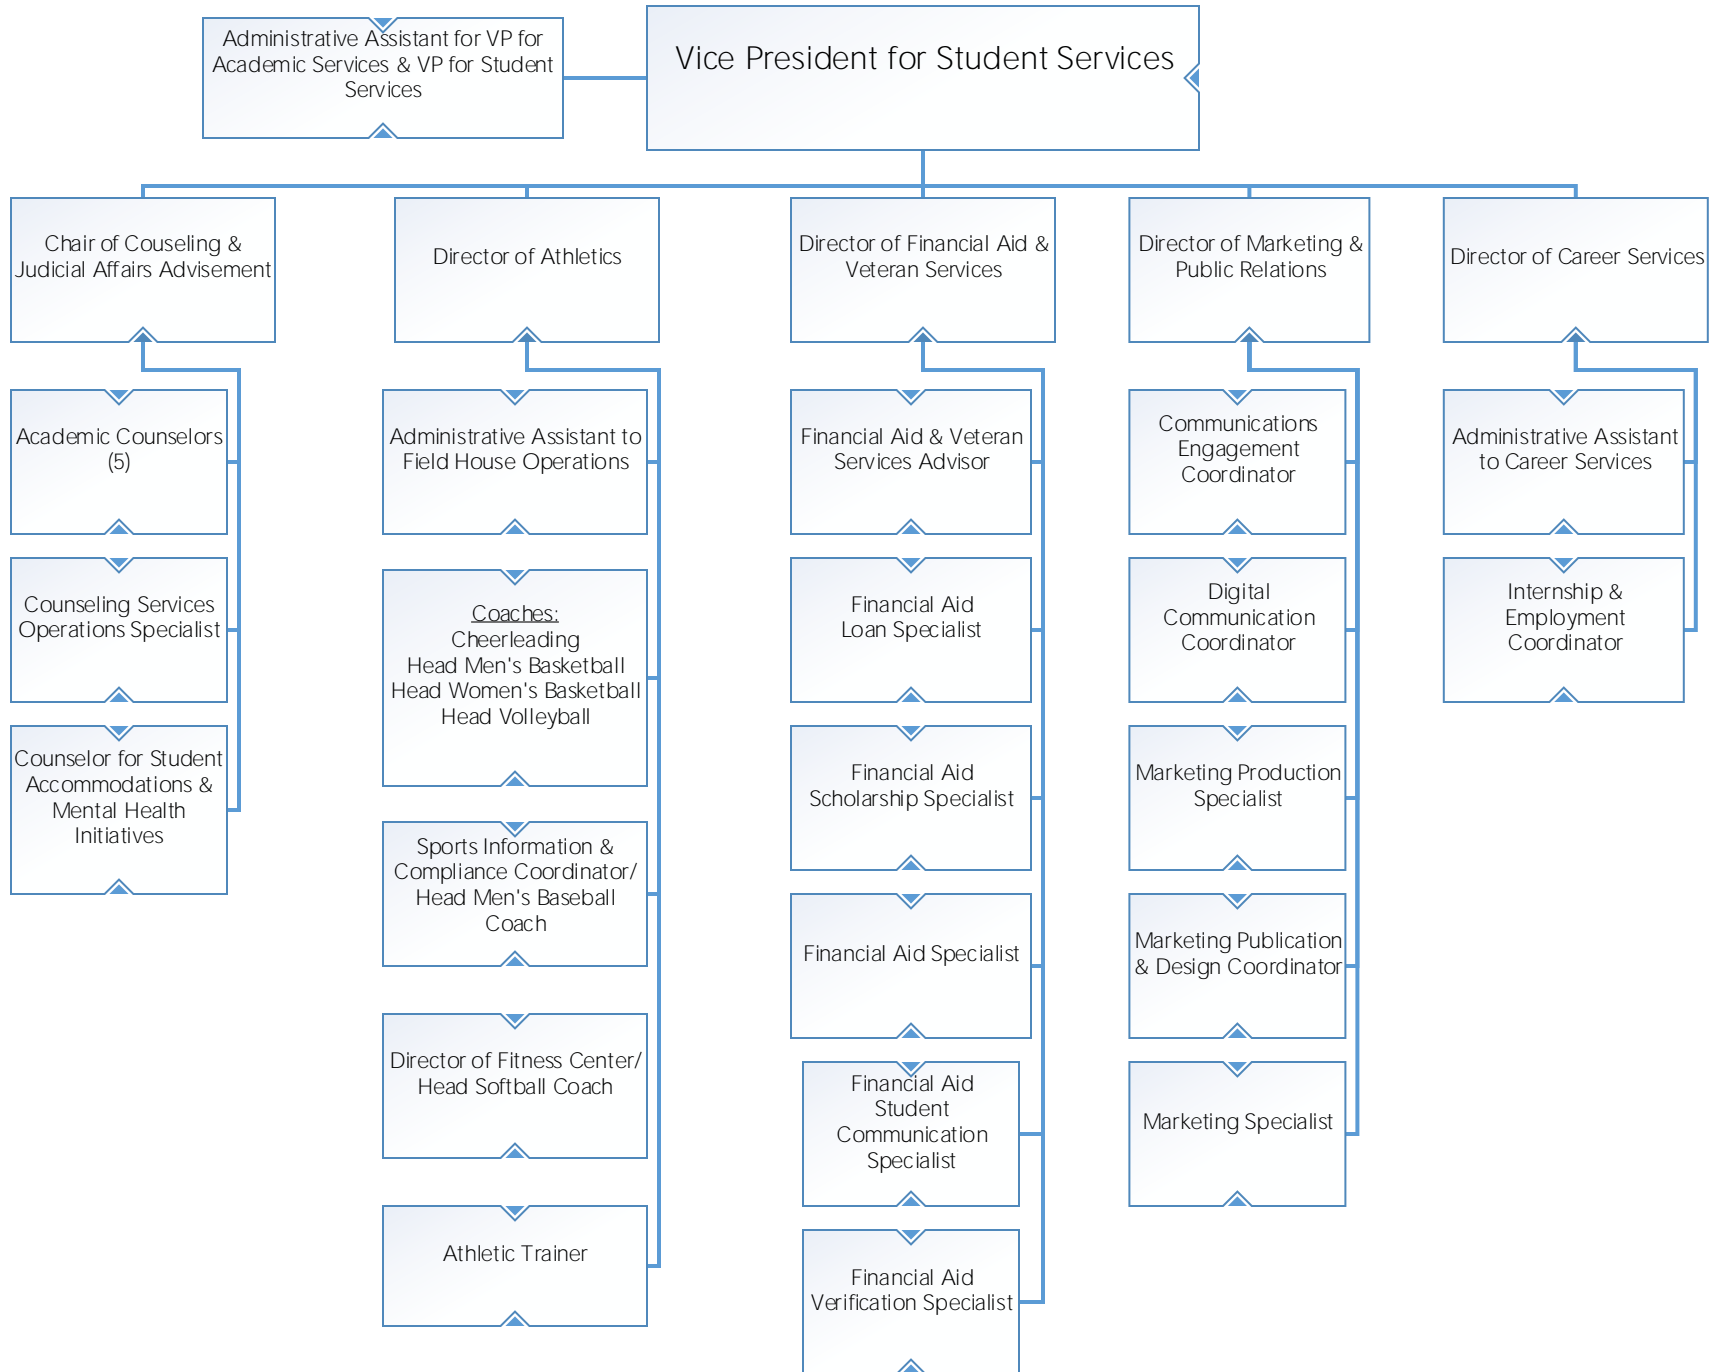 Administrative Assistant for VP for
Academic Services & VP for Student
Services
Vice President for Student Services
Chair of Couseling &
Judicial Affairs Advisement
Director of Athletics
Director of Financial Aid &
Veteran Services
Director of Marketing &
Public Relations
Director of Career Services
Academic Counselors
(5)
Counseling Services
Operations Specialist
Counselor for Student
Accommodations &
Mental Health
Initiatives
Administrative Assistant to
Field House Operations
Coaches:
Cheerleading
Head Men's Basketball
Head Women's Basketball
Head Volleyball
Sports Information &
Compliance Coordinator/
Head Men's Baseball
Coach
Director of Fitness Center/
Head Softball Coach
Athletic Trainer
Financial Aid & Veteran
Services Advisor
Financial Aid
Loan Specialist
Financial Aid
Scholarship Specialist
Financial Aid Specialist
Financial Aid
Student
Communication
Specialist
Financial Aid
Verification Specialist
Communications
Engagement
Coordinator
Digital
Communication
Coordinator
Marketing Production
Specialist
Marketing Publication
& Design Coordinator
Marketing Specialist
Administrative Assistant
to Career Services
Internship &
Employment
Coordinator